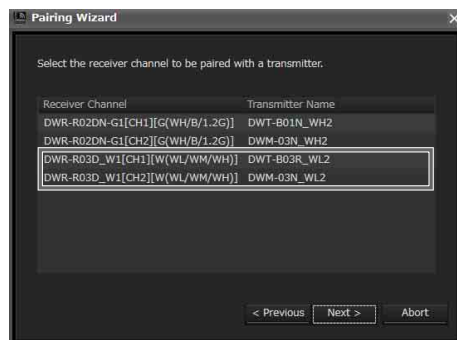 Pairing Wizard
Select the receiver channel to be paired with a transmitter.
Receiver Channel Transmitter Name
DWR-R02DN-G1[CH1][G(WH/B/1.2G)] DWT-B01N_WH2
DWR-R02DN-G1[CH2][G(WH/B/1.2G)] DWM-03N_WH2
DWR-R03D_W1[CH1][W(WL/WM/WH)] DWT-B03R_WL2
DWR-R03D_W1[CH2][W(WL/WM/WH)] DWM-03N_WL2
< Previous Next > Abort